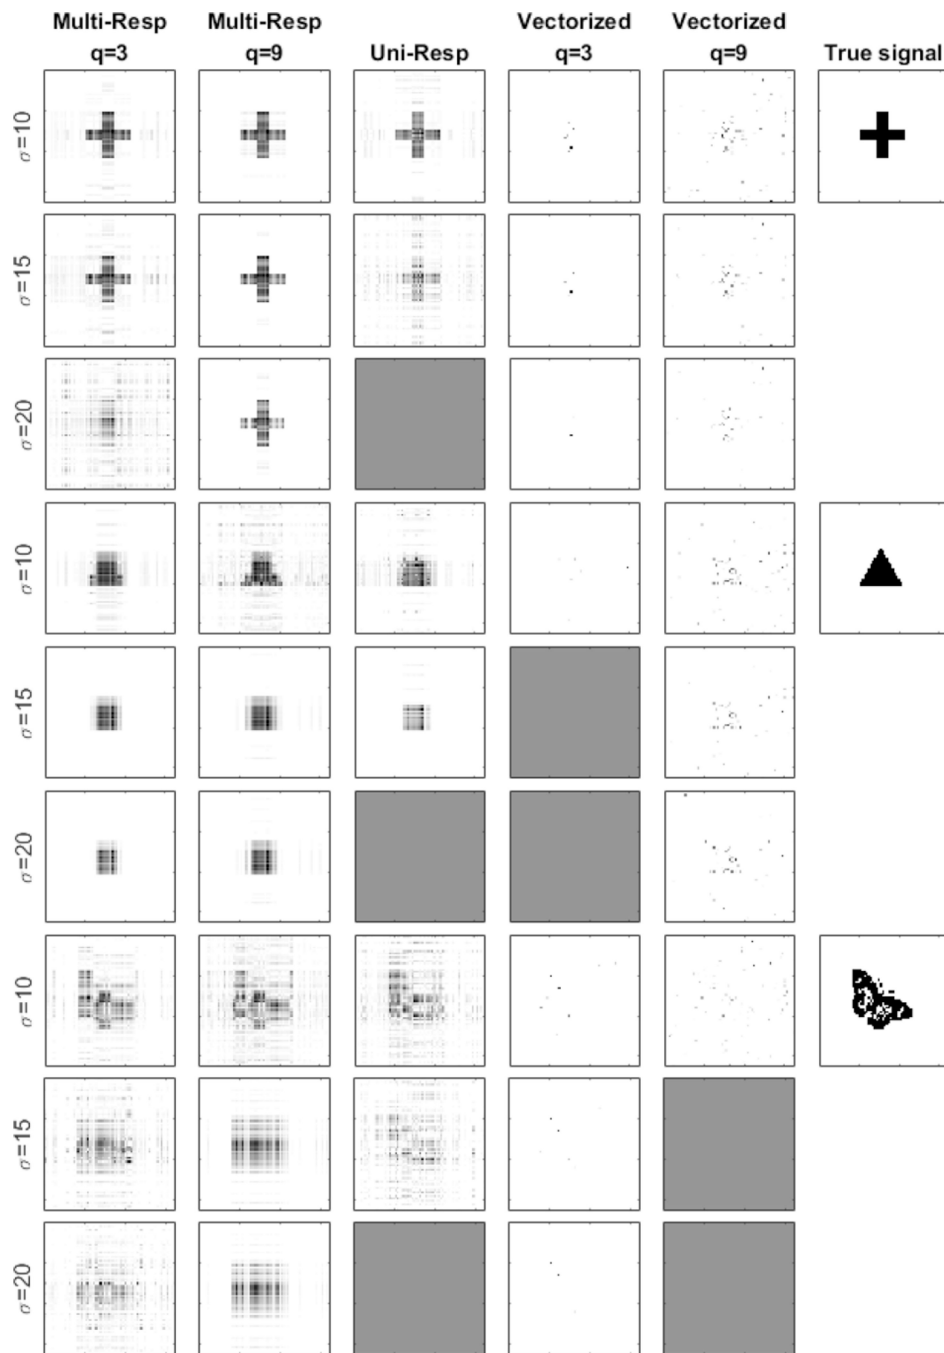 Multi-Resp Multi-Resp Vectorized Vectorized
q=3 q=9 Uni-Resp q=3 q=9 True signal
σ=10
σ=15
σ=20
σ=10
σ=15
σ=20
σ=10
σ=15
σ=20